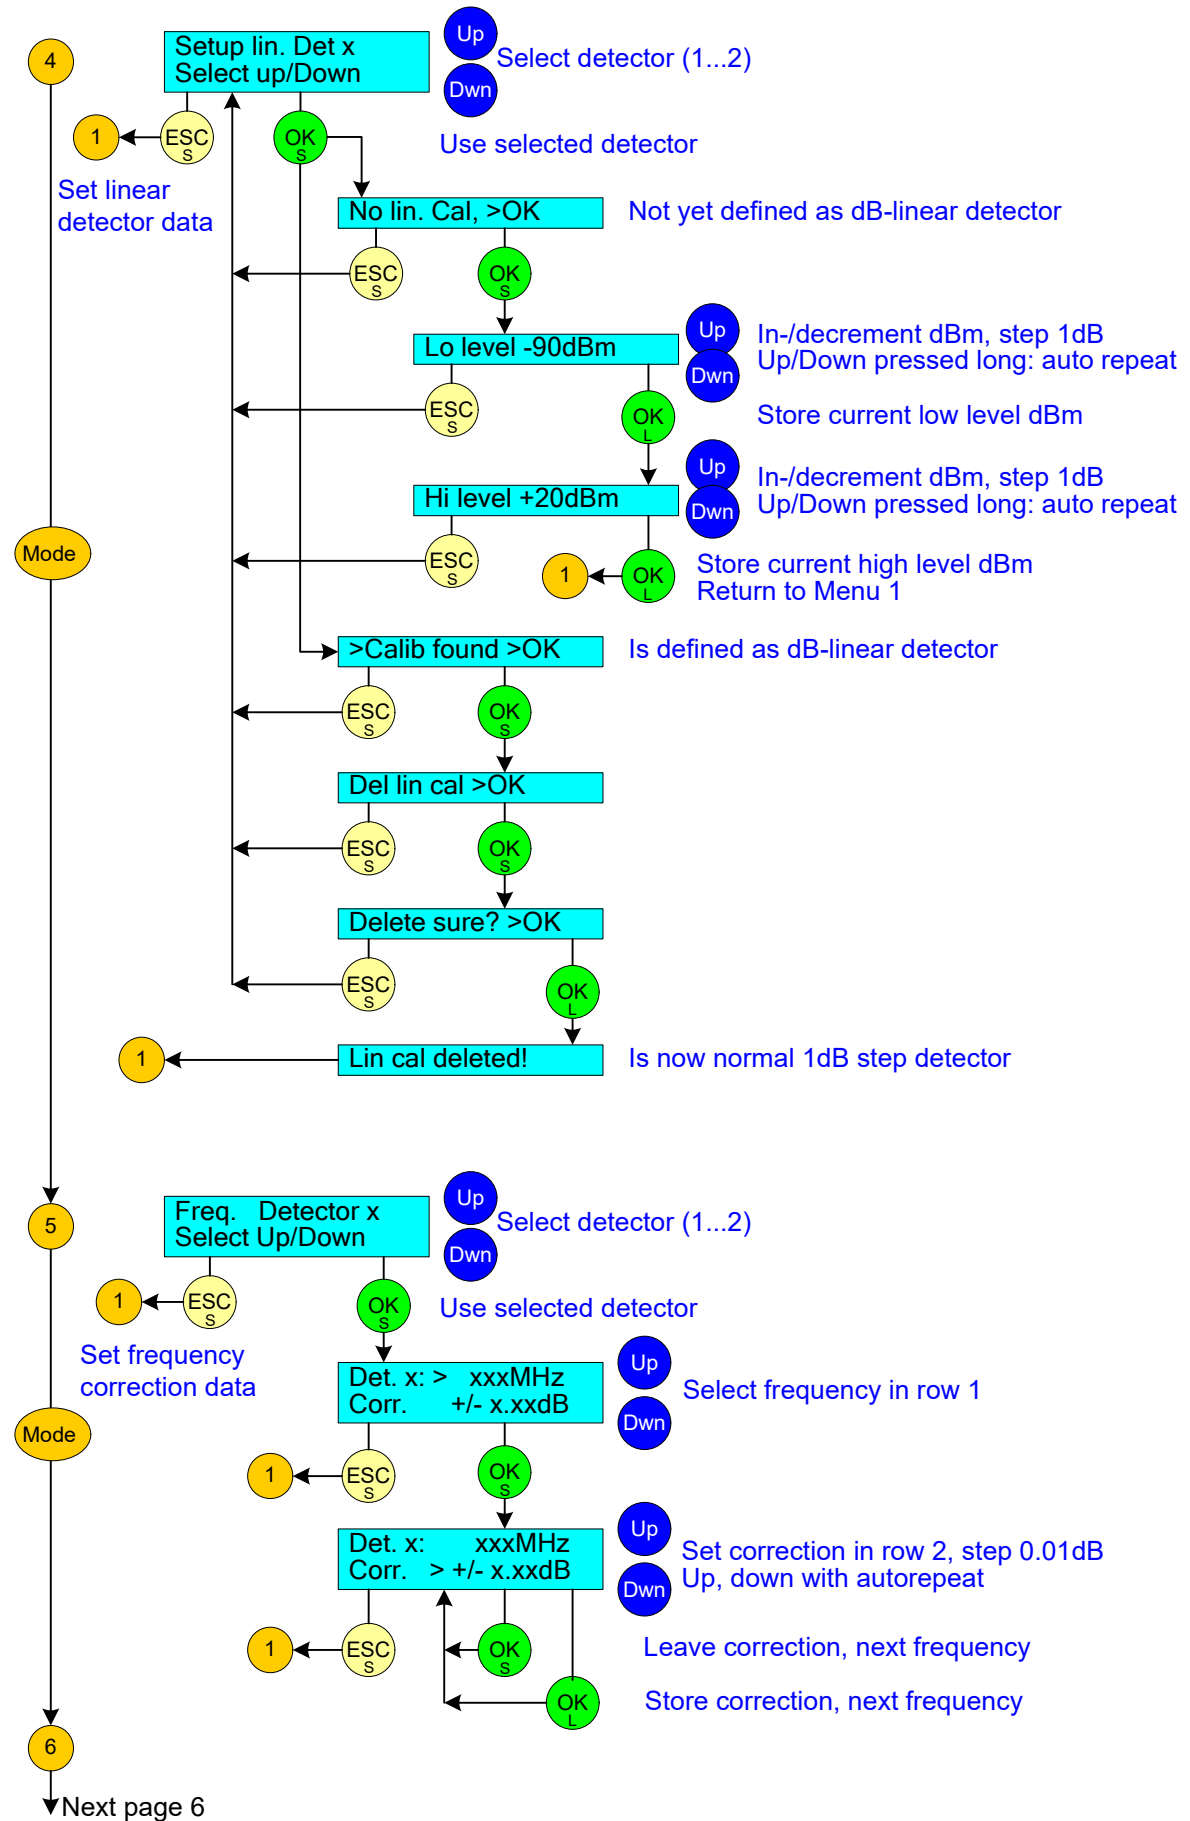 4
Setup lin. Det x
Select up/Down
Up
Dwn
Select detector (1...2)
1
ESC
S
OK
S
Use selected detector
Set linear
detector data
No lin. Cal, >OK
Not yet defined as dB-linear detector
ESC
S
OK
S
Lo level -90dBm
Up
Dwn
In-/decrement dBm, step 1dB
Up/Down pressed long: auto repeat
ESC
S
OK
L
Store current low level dBm
Hi level +20dBm
Up
Dwn
In-/decrement dBm, step 1dB
Up/Down pressed long: auto repeat
Mode
ESC
S
1
OK
L
Store current high level dBm
Return to Menu 1
>Calib found >OK
Is defined as dB-linear detector
ESC
S
OK
S
Del lin cal >OK
ESC
S
OK
S
Delete sure? >OK
ESC
S
OK
L
1
Lin cal deleted!
Is now normal 1dB step detector
5
Freq. Detector x
Select Up/Down
Up
Dwn
Select detector (1...2)
1
ESC
S
OK
S
Use selected detector
Set frequency
correction data
Det. x: > xxxMHz
Corr. +/- x.xxdB
Up
Dwn
Select frequency in row 1
Mode
1
ESC
S
OK
S
Det. x: xxxMHz
Corr. > +/- x.xxdB
Up
Dwn
Set correction in row 2, step 0.01dB
Up, down with autorepeat
1
ESC
S
OK
S
Leave correction, next frequency
OK
L
Store correction, next frequency
6
Next page 6